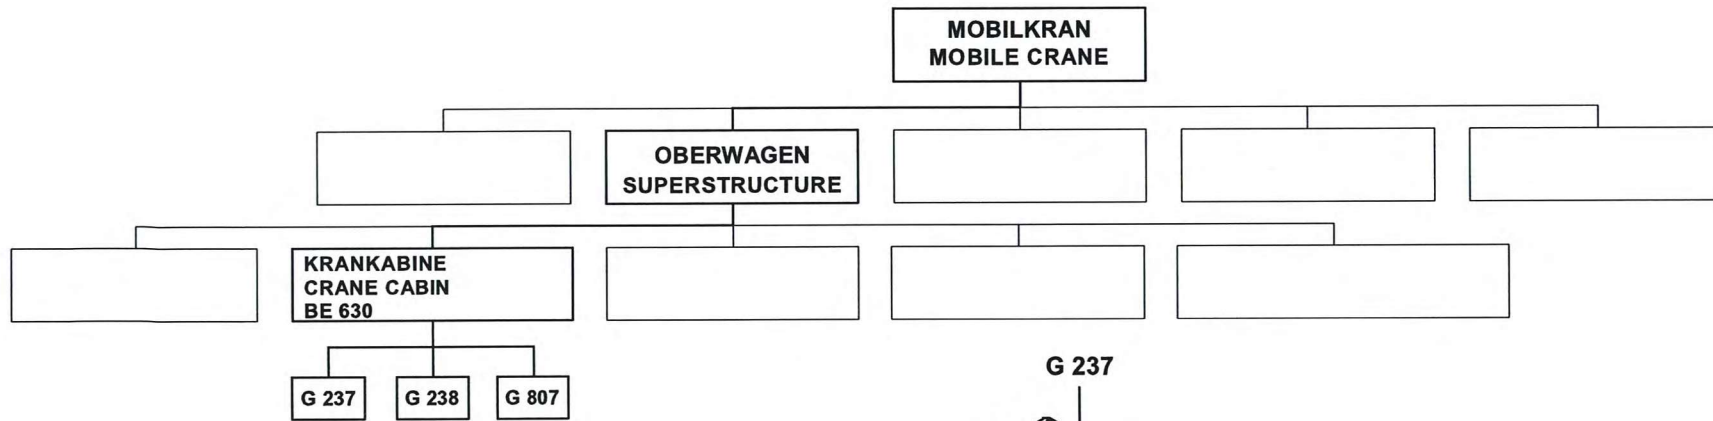 MOBILKRAN
MOBILE CRANE
OBERWAGEN
SUPERSTRUCTURE
KRANKABINE
CRANE CABIN
BE 630
G 237
G 238
G 807
G 237